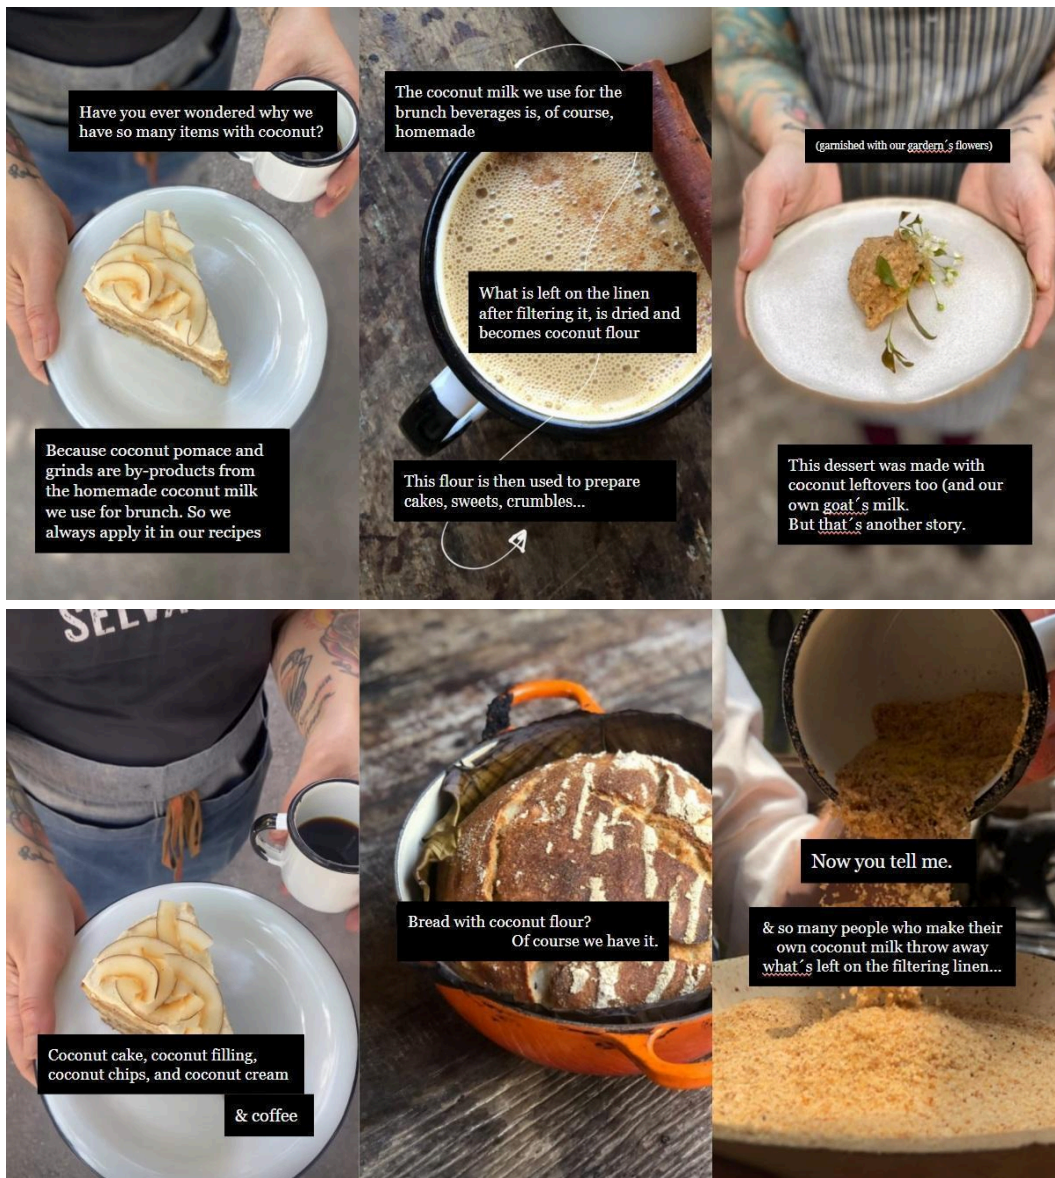 Have you ever wondered why we
have so many items with coconut?
Because coconut pomace and
grinds are by-products from
the homemade coconut milk
we use for brunch. So we
always apply it in our recipes
The coconut milk we use for the
brunch beverages is, of course,
homemade
What is left on the linen
after filtering it, is dried and
becomes coconut flour
This flour is then used to prepare
cakes, sweets, crumbles...
(garnished with our gardern´s flowers)
This dessert was made with
coconut leftovers too (and our
own goat´s milk.
But that´s another story.
Coconut cake, coconut filling,
coconut chips, and coconut cream
& coffee
Bread with coconut flour?
Of course we have it.
Now you tell me.
& so many people who make their
own coconut milk throw away
what´s left on the filtering linen...